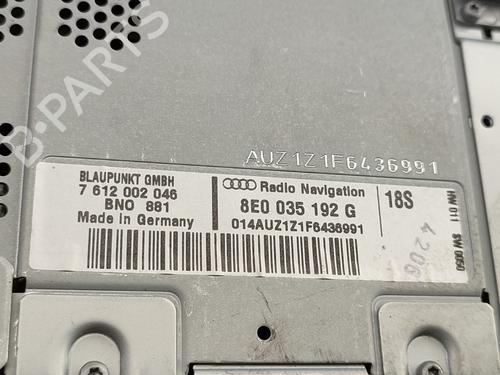 B-PARTS
AUZ1Z1F6436991
BLAUPUNKT GMBH
7 612 002 046
BNO 881
Made in Germany
Radio Navigation
8E0 035 192 G
014AUZ1Z1F6436991
18S
HW 011 SW 0650
4206